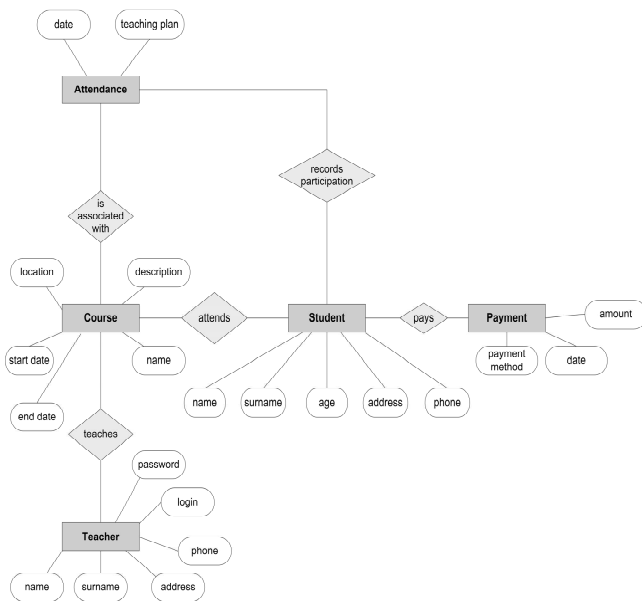 date
teaching plan
Attendance
records
participation
is
associated
with
location
description
Course
attends
Student
pays
Payment
amount
start date
name
payment
method
date
end date
name
surname
age
address
phone
teaches
password
login
Teacher
phone
name
surname
address